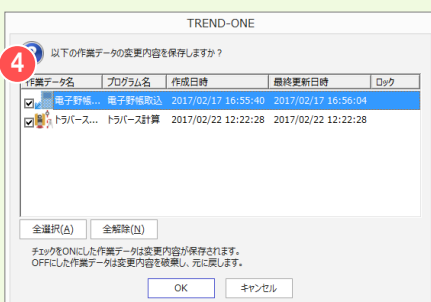 TREND-ONE
4
以下の作業データの変更内容を保存しますか？
作業データ名 プログラム名 作成日時 最終更新日時 ロック
電子野帳... 電子野帳取込 2017/02/17 16:55:40 2017/02/17 16:56:04
トラバース... トラバース計算 2017/02/22 12:22:28 2017/02/22 12:22:28
全選択(A) 全解除(N)
チェックをONにした作業データは変更内容が保存されます。
OFFにした作業データは変更内容を破棄し、元に戻します。
OK キャンセル